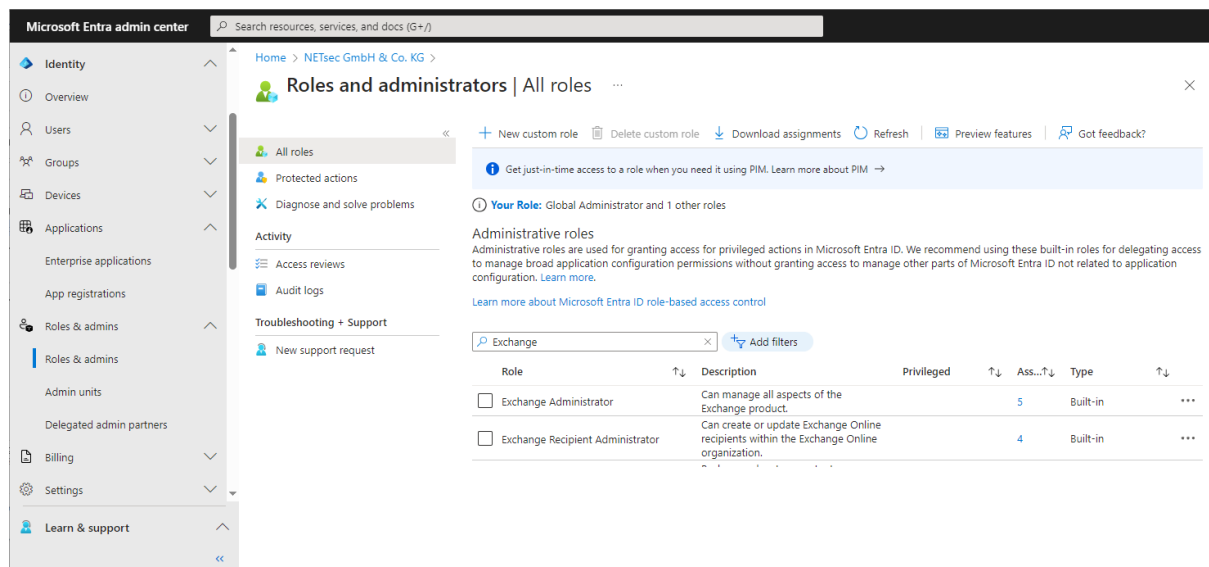 Microsoft Entra admin center
Search resources, services, and docs (G+/)
Identity
Overview
Users
Groups
Devices
Applications
Enterprise applications
App registrations
Roles & admins
Roles & admins
Admin units
Delegated admin partners
Billing
Settings
Learn & support
«
Home > NETsec GmbH & Co. KG >
Roles and administrators | All roles ...
«
All roles
Protected actions
Diagnose and solve problems
Activity
Access reviews
Audit logs
Troubleshooting + Support
New support request
New custom role Delete custom role Download assignments Refresh Preview features Got feedback?
Get just-in-time access to a role when you need it using PIM. Learn more about PIM →
Your Role: Global Administrator and 1 other roles
Administrative roles
Administrative roles are used for granting access for privileged actions in Microsoft Entra ID. We recommend using these built-in roles for delegating access
to manage broad application configuration permissions without granting access to manage other parts of Microsoft Entra ID not related to application
configuration. Learn more.
Learn more about Microsoft Entra ID role-based access control
Exchange Add filters
Role ↑↓ Description Privileged ↑↓ Ass...↑↓ Type ↑↓
Exchange Administrator Can manage all aspects of the Exchange product. 5 Built-in ...
Exchange Recipient Administrator Can create or update Exchange Online recipients within the Exchange Online organization. 4 Built-in ...